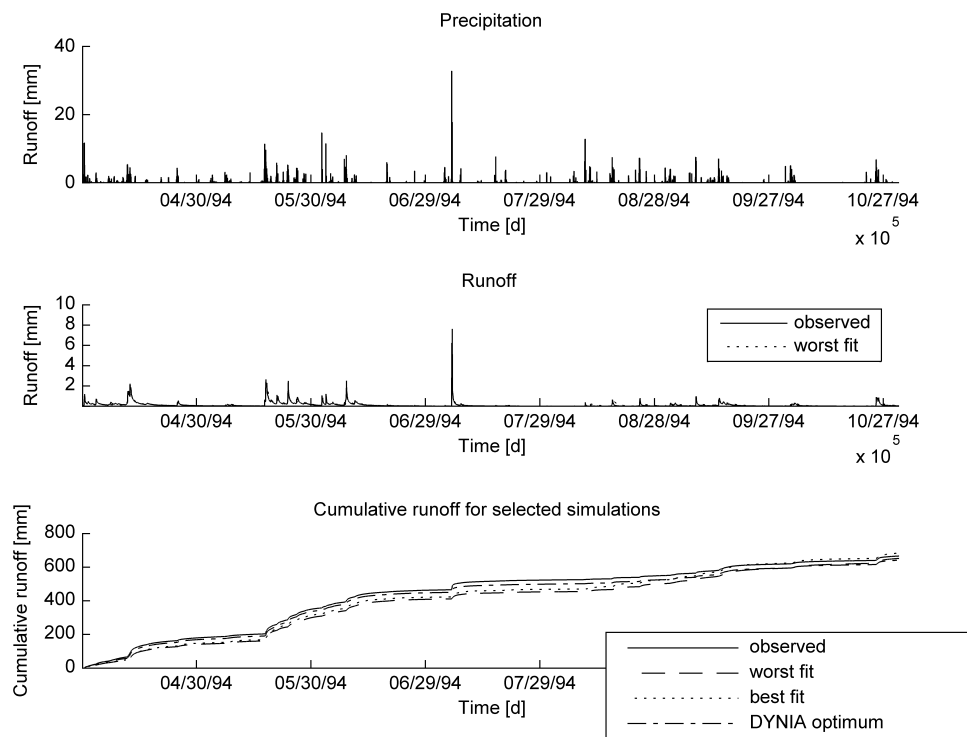 Precipitation
Runoff [mm]
40
20
0
04/30/94 05/30/94 06/29/94 07/29/94 08/28/94 09/27/94 10/27/94
Time [d]
x 10^5
Runoff
Runoff [mm]
10
8
6
4
2
observed
worst fit
04/30/94 05/30/94 06/29/94 07/29/94 08/28/94 09/27/94 10/27/94
Time [d]
x 10^5
Cumulative runoff for selected simulations
Cumulative runoff [mm]
800
600
400
200
0
04/30/94 05/30/94 06/29/94 07/29/94
Time [d]
observed
worst fit
best fit
DYNIA optimum